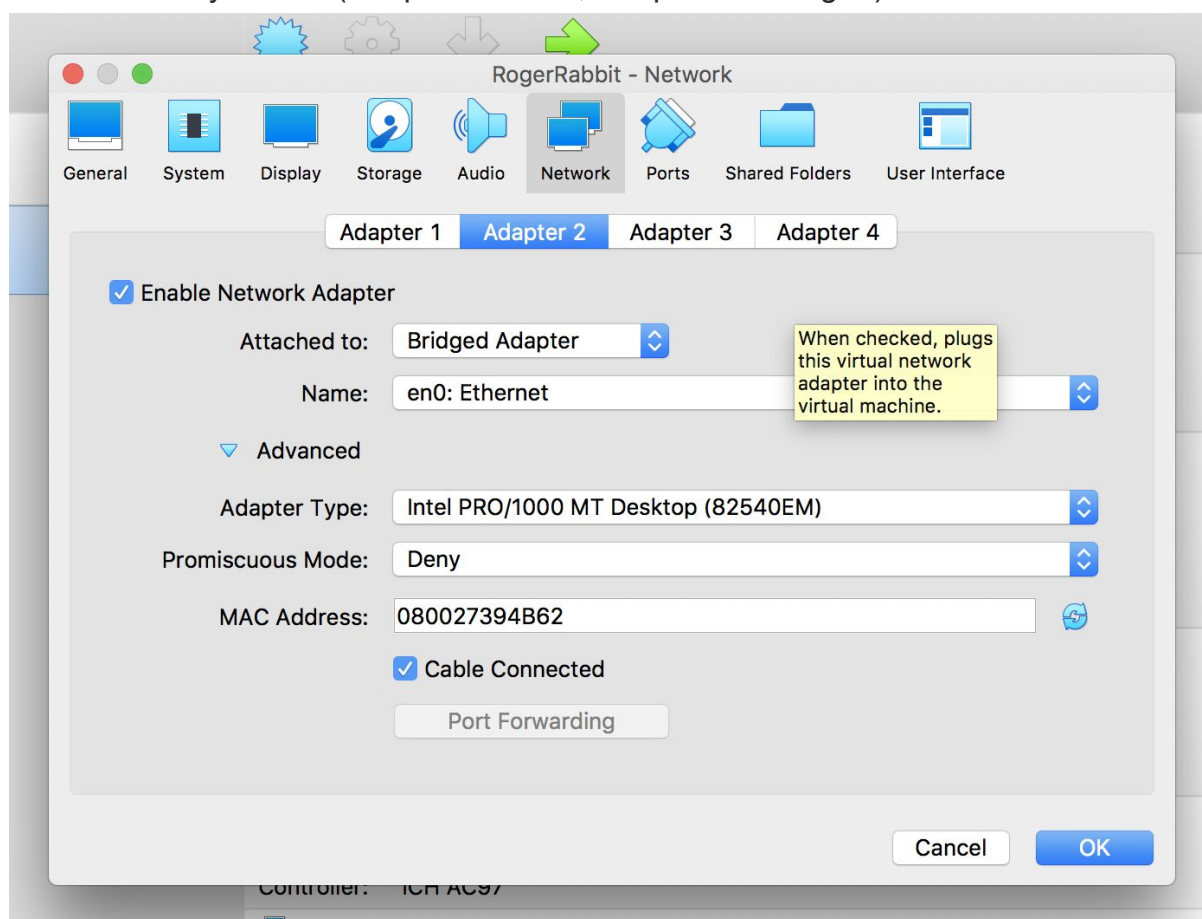 RogerRabbit - Network
General System Display Storage Audio Network Ports Shared Folders User Interface
Adapter 1 Adapter 2 Adapter 3 Adapter 4
Enable Network Adapter
Attached to: Bridged Adapter
When checked, plugs
this virtual network
adapter into the
virtual machine.
Name: en0: Ethernet
Advanced
Adapter Type: Intel PRO/1000 MT Desktop (82540EM)
Promiscuous Mode: Deny
MAC Address: 080027394B62
Cable Connected
Port Forwarding
Cancel OK
Controller: ICH AC97